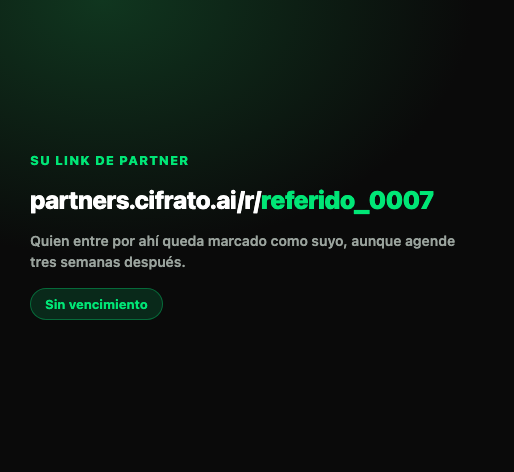 SU LINK DE PARTNER
partners.cifrato.ai/r/referido_0007
Quien entre por ahí queda marcado como suyo, aunque agende
tres semanas después.
Sin vencimiento